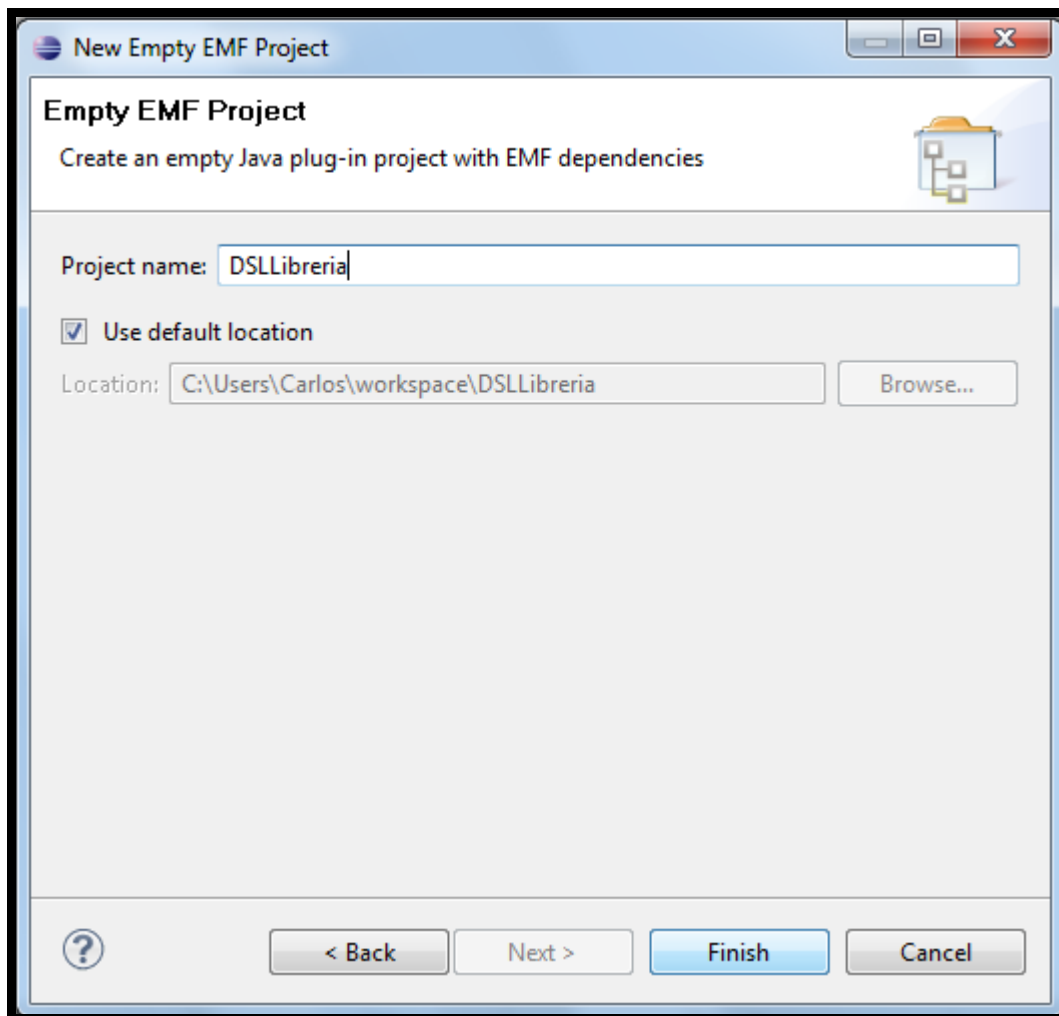 New Empty EMF Project
Empty EMF Project
Create an empty Java plug-in project with EMF dependencies
Project name: DSLLibreria
Use default location
Location: C:\Users\Carlos\workspace\DSLLibreria Browse...
? < Back Next > Finish Cancel